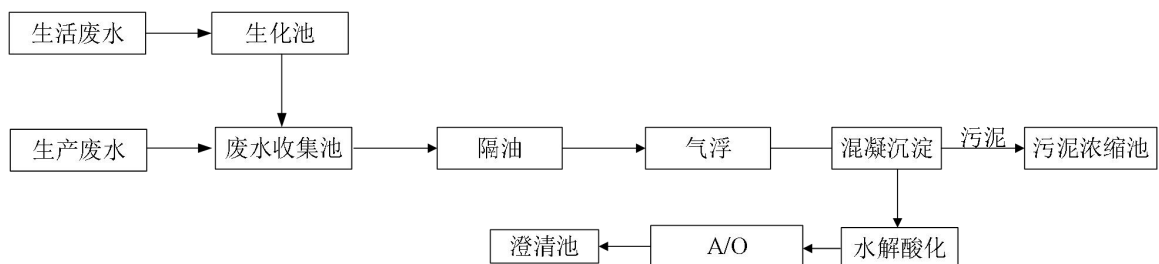 生活废水
生化池
生产废水
废水收集池
隔油
气浮
混凝沉淀
污泥
污泥浓缩池
澄清池
A/O
水解酸化